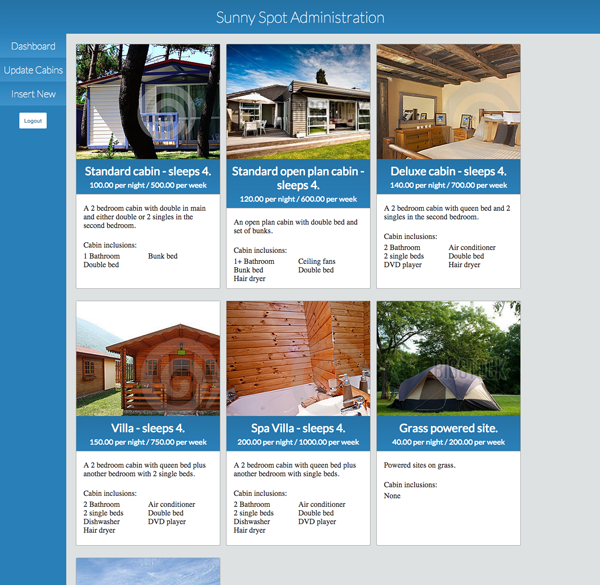 Sunny Spot Administration
Dashboard
Update Cabins
Insert New
Logout
Standard cabin - sleeps 4.
100.00 per night / 500.00 per week
A 2 bedroom cabin with double in main
and either double or 2 singles in the
second bedroom.
Cabin inclusions:
1 Bathroom
Bunk bed
Double bed
Standard open plan cabin -
sleeps 4.
120.00 per night / 600.00 per week
An open plan cabin with double bed and
set of bunks.
Cabin inclusions:
1+ Bathroom
Ceiling fans
Bunk bed
Double bed
Hair dryer
Deluxe cabin - sleeps 4.
140.00 per night / 700.00 per week
A 2 bedroom cabin with queen bed and 2
singles in the second bedroom.
Cabin inclusions:
2 Bathroom
Air conditioner
2 single beds
Double bed
DVD player
Hair dryer
Villa - sleeps 4.
150.00 per night / 750.00 per week
A 2 bedroom cabin with queen bed plus
another bedroom with 2 single beds.
Cabin inclusions:
2 Bathroom
Air conditioner
2 single beds
Double bed
Dishwasher
DVD player
Hair dryer
Spa Villa - sleeps 4.
200.00 per night / 1000.00 per week
A 2 bedroom cabin with queen bed plus
another bedroom with single beds.
Cabin inclusions:
2 Bathroom
Air conditioner
2 single beds
Double bed
Dishwasher
DVD player
Hair dryer
Grass powered site.
40.00 per night / 200.00 per week
Powered sites on grass.
Cabin inclusions:
None